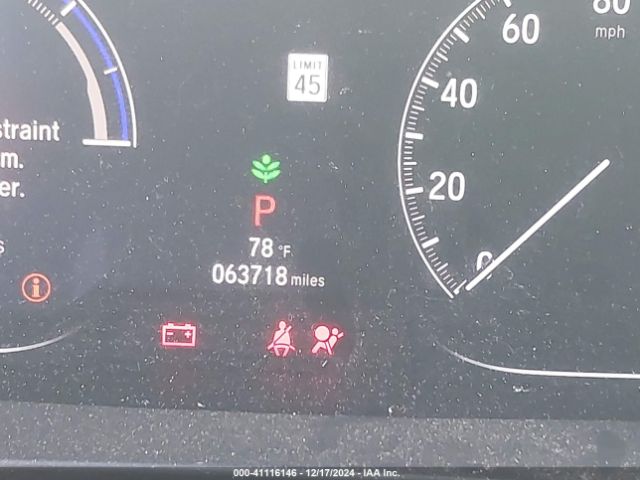 80
60
mph
LIMIT
45
40
straint
m.
er.
20
P
78 °F
0
063718 miles
000-41116146 - 12/17/2024 - IAA Inc.